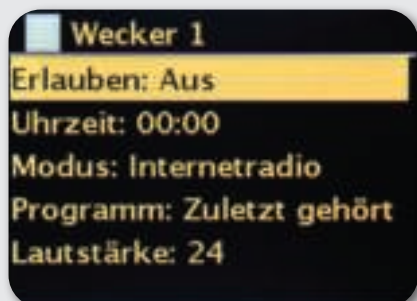 Wecker 1
Erlauben: Aus
Uhrzeit: 00:00
Modus: Internetradio
Programm: Zuletzt gehört
Lautstärke: 24